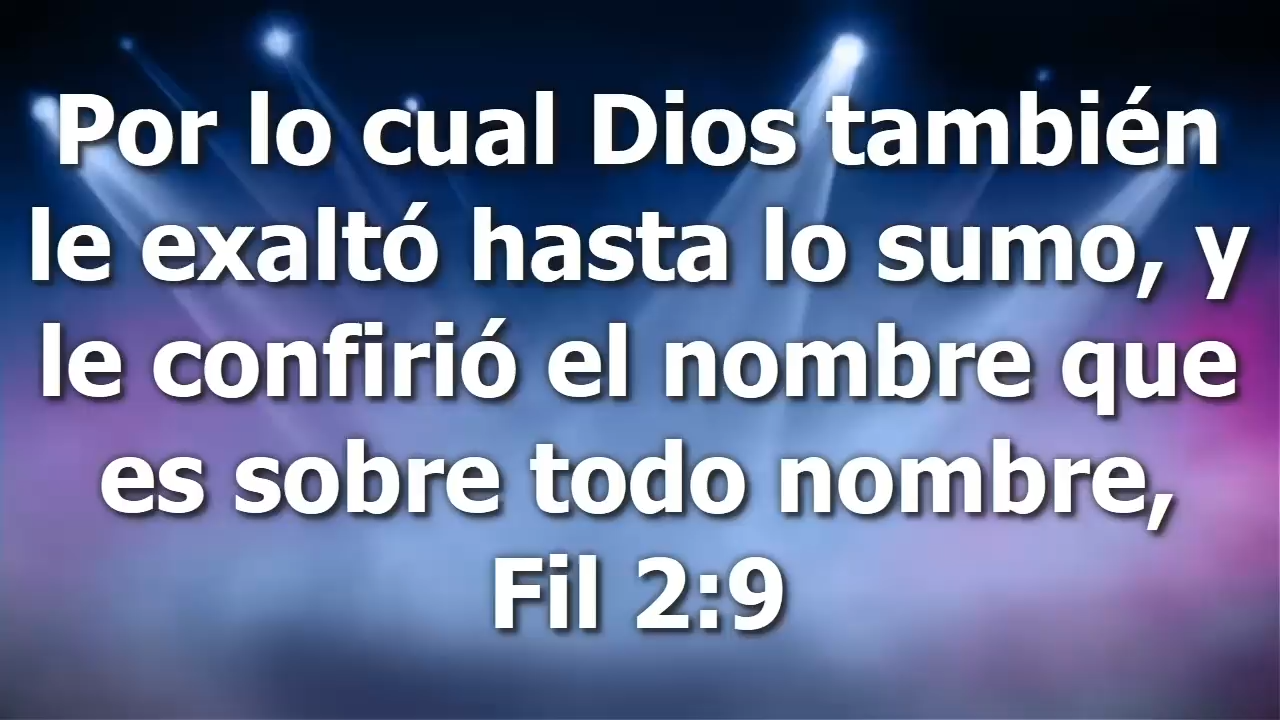 Por lo cual Dios también
le exaltó hasta lo sumo, y
le confirió el nombre que
es sobre todo nombre,
Fil 2:9